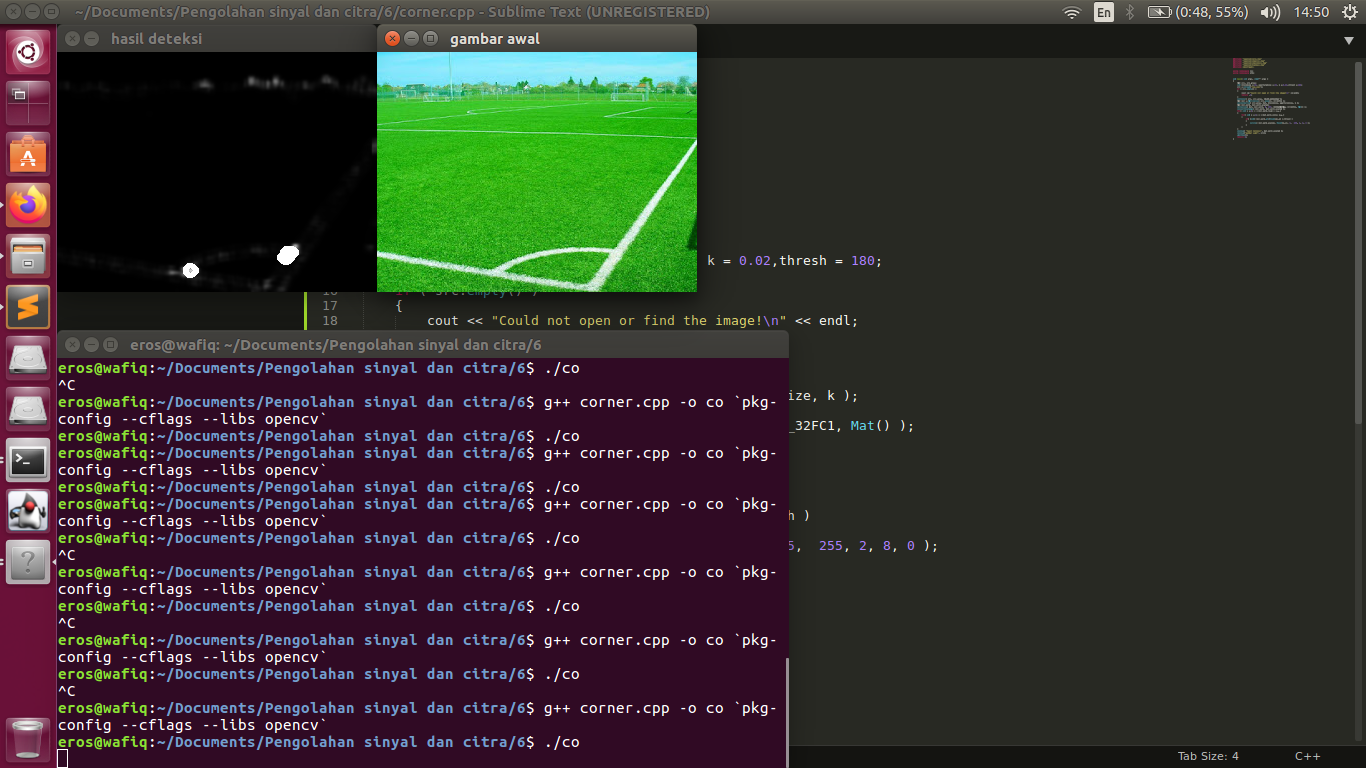 ~/Documents/Pengolahan sinyal dan citra/6/corner.cpp - Sublime Text (UNREGISTERED)
En
(0:48, 55%)
14:50
hasil deteksi
gambar awal
k = 0.02,thresh = 180;
17 {
18 cout << "Could not open or find the image!\n" << endl;
ize, k );
_32FC1, Mat() );
h )
5, 255, 2, 8, 0 );
eros@wafiq: ~/Documents/Pengolahan sinyal dan citra/6
eros@wafiq:~/Documents/Pengolahan sinyal dan citra/6$ ./co
^C
eros@wafiq:~/Documents/Pengolahan sinyal dan citra/6$ g++ corner.cpp -o co `pkg-
config --cflags --libs opencv`
eros@wafiq:~/Documents/Pengolahan sinyal dan citra/6$ ./co
eros@wafiq:~/Documents/Pengolahan sinyal dan citra/6$ g++ corner.cpp -o co `pkg-
config --cflags --libs opencv`
eros@wafiq:~/Documents/Pengolahan sinyal dan citra/6$ ./co
eros@wafiq:~/Documents/Pengolahan sinyal dan citra/6$ g++ corner.cpp -o co `pkg-
config --cflags --libs opencv`
eros@wafiq:~/Documents/Pengolahan sinyal dan citra/6$ ./co
^C
eros@wafiq:~/Documents/Pengolahan sinyal dan citra/6$ g++ corner.cpp -o co `pkg-
config --cflags --libs opencv`
eros@wafiq:~/Documents/Pengolahan sinyal dan citra/6$ ./co
^C
eros@wafiq:~/Documents/Pengolahan sinyal dan citra/6$ g++ corner.cpp -o co `pkg-
config --cflags --libs opencv`
eros@wafiq:~/Documents/Pengolahan sinyal dan citra/6$ ./co
^C
eros@wafiq:~/Documents/Pengolahan sinyal dan citra/6$ g++ corner.cpp -o co `pkg-
config --cflags --libs opencv`
eros@wafiq:~/Documents/Pengolahan sinyal dan citra/6$ ./co
Tab Size: 4
C++